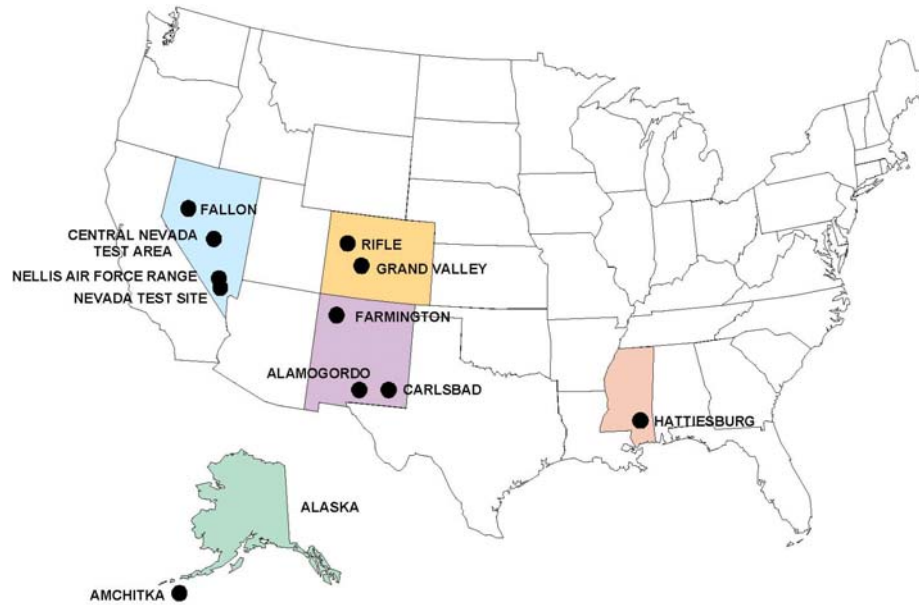 FALLON
CENTRAL NEVADA
TEST AREA
RIFLE
GRAND VALLEY
NELLIS AIR FORCE RANGE
NEVADA TEST SITE
FARMINGTON
ALAMOGORDO
CARLSBAD
HATTIESBURG
ALASKA
AMCHITKA